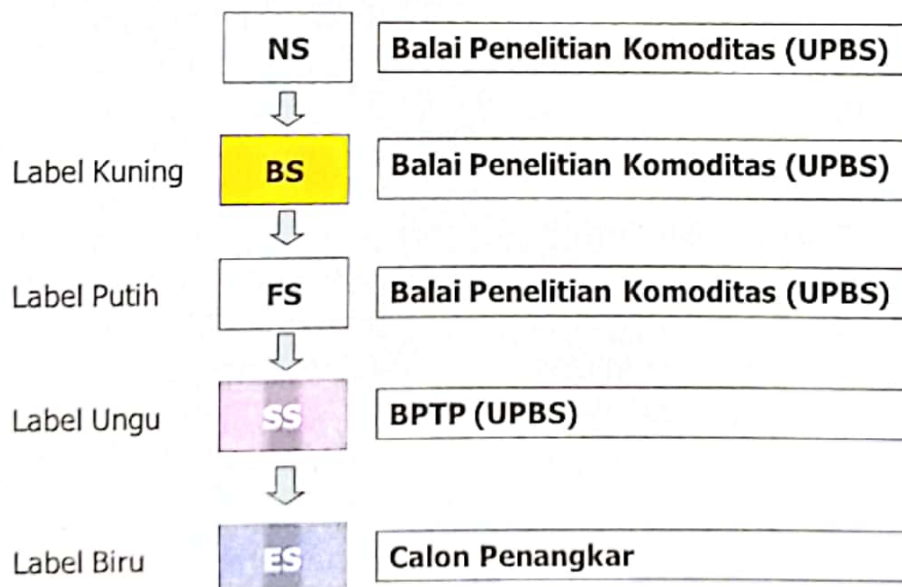 NS Balai Penelitian Komoditas (UPBS)
Label Kuning BS Balai Penelitian Komoditas (UPBS)
Label Putih FS Balai Penelitian Komoditas (UPBS)
Label Ungu SS BPTP (UPBS)
Label Biru ES Calon Penangkar